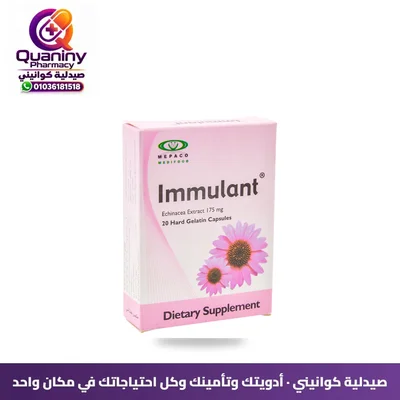 Quaniny
Pharmacy
صيدلية كوانيني
01036181518
MEPACO
MEDIFOOD
Immulant®
Echinacea Extract 175 mg
20 Hard Gelatin Capsules
Dietary Supplement
Immulant
صيدلية كوانيني - أدويتك وتأمينك وكل احتياجاتك في مكان واحد